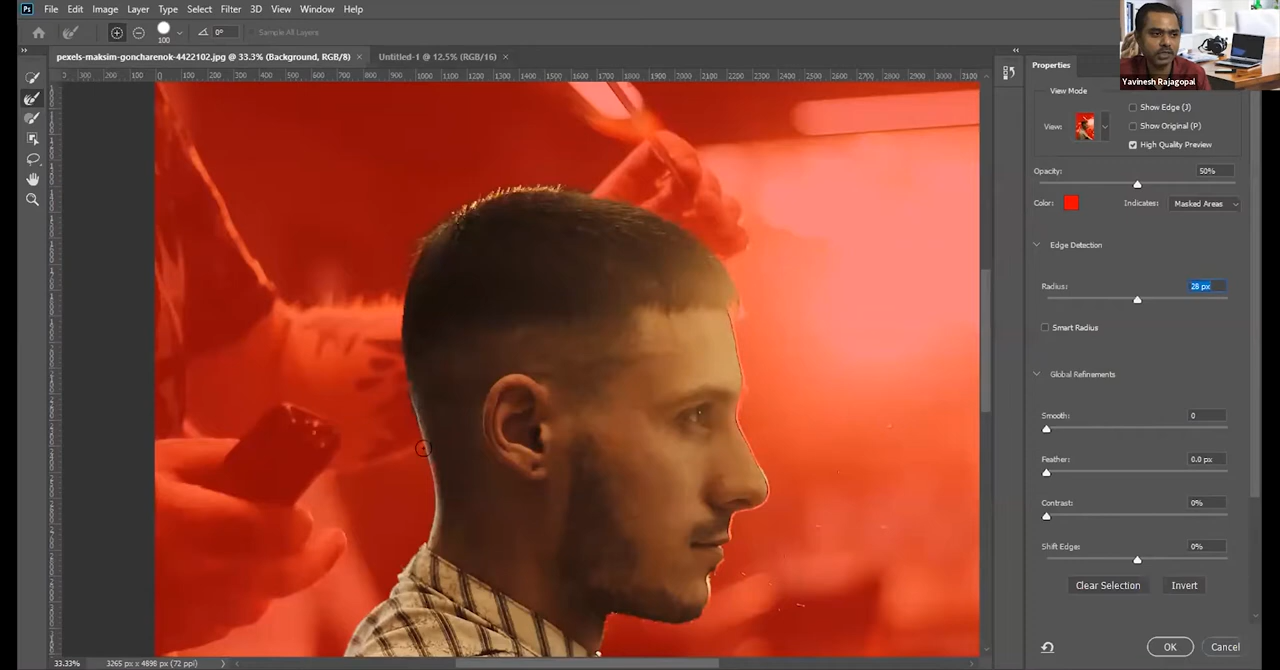 Ps File Edit Image Layer Type Select Filter 3D View Window Help
100 0° Sample All Layers
pexels-maksim-goncharenok-4422102.jpg @ 33.3% (Background, RGB/8) × Untitled-1 @ 12.5% (RGB/16) ×
Yavinesh Rajagopal
Properties
View Mode
Show Edge (J)
View: Show Original (P)
High Quality Preview
Opacity: 50%
Color: Indicates: Masked Areas
Edge Detection
Radius: 28 px
Smart Radius
Global Refinements
Smooth: 0
Feather: 0.0 px
Contrast: 0%
Shift Edge: 0%
Clear Selection Invert
OK Cancel
33.33% 3265 px x 4898 px (72 ppi)